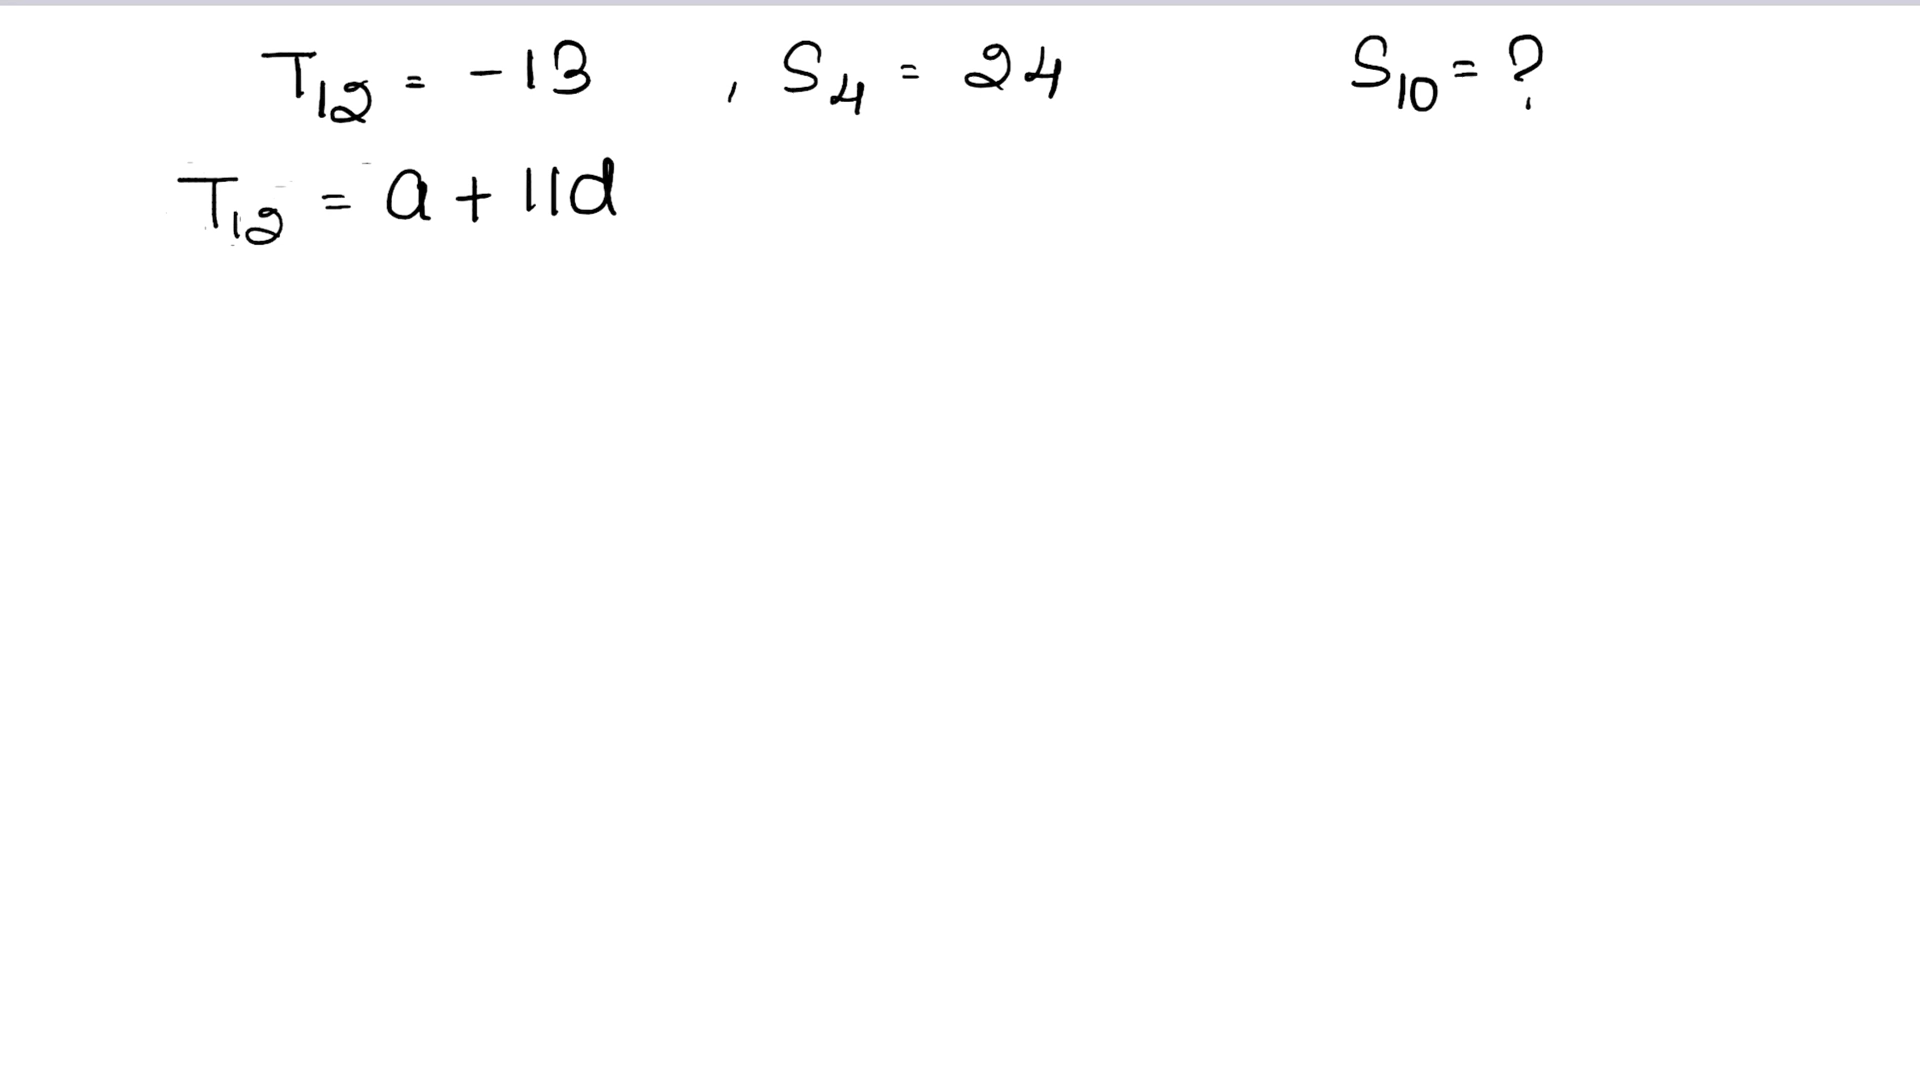 T₁₂ = -13 , S₄ = 24 S₁₀ = ?
T₁₂ = a + 11d